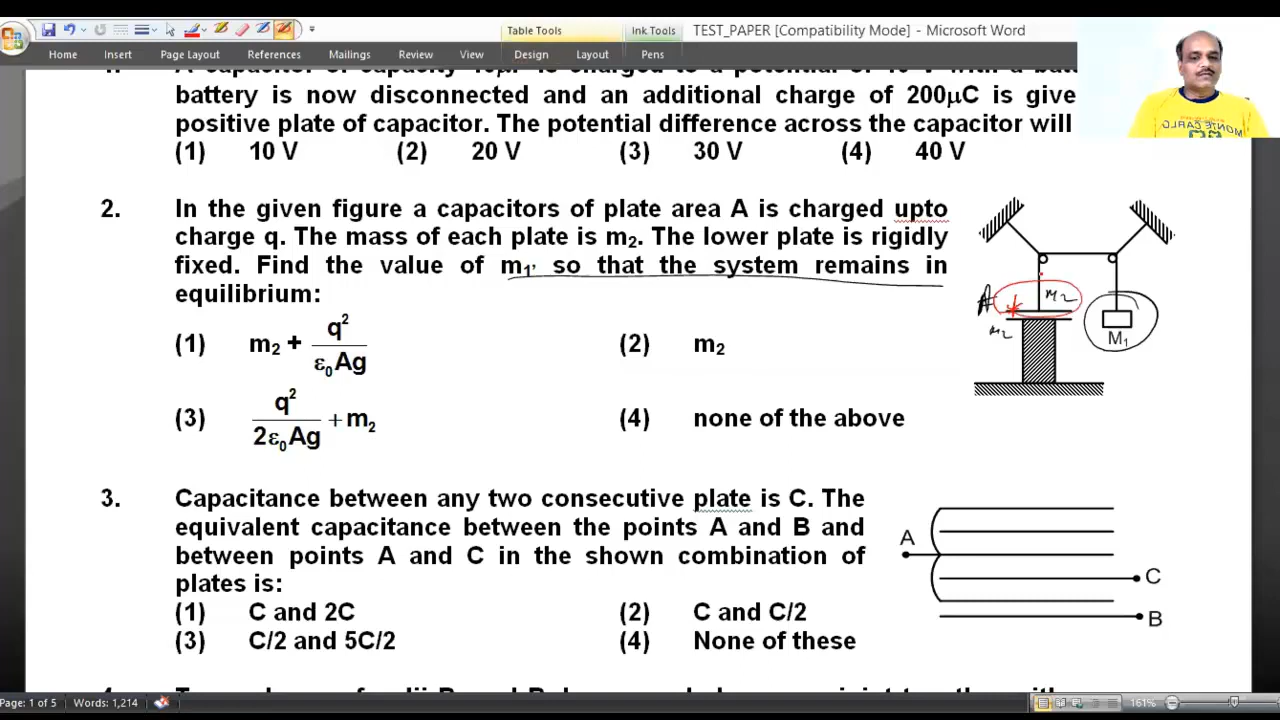 Table Tools
Ink Tools
TEST_PAPER [Compatibility Mode] - Microsoft Word
Home Insert Page Layout References Mailings Review View Design Layout Pens
battery is now disconnected and an additional charge of 200μC is give
positive plate of capacitor. The potential difference across the capacitor will
(1) 10 V (2) 20 V (3) 30 V (4) 40 V
2. In the given figure a capacitors of plate area A is charged upto
charge q. The mass of each plate is m₂. The lower plate is rigidly
fixed. Find the value of m₁, so that the system remains in
equilibrium:
(1) m₂ + q²/ε₀Ag (2) m₂
(3) q²/2ε₀Ag + m₂ (4) none of the above
A
m₂
m₂
M₁
3. Capacitance between any two consecutive plate is C. The
equivalent capacitance between the points A and B and
between points A and C in the shown combination of
plates is:
(1) C and 2C (2) C and C/2
(3) C/2 and 5C/2 (4) None of these
A
C
B
Page: 1 of 5 Words: 1,214 161%